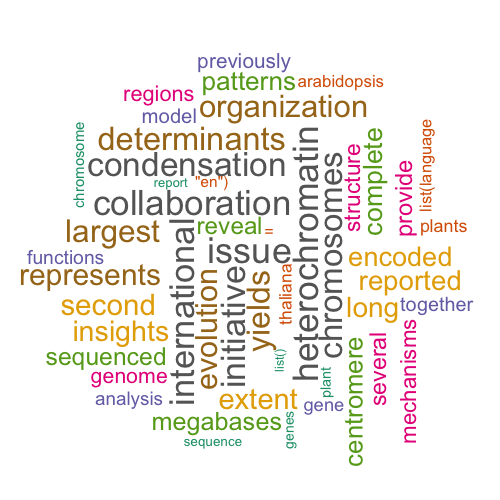 previously
patterns
arabidopsis
regions
organization
model
determinants
condensation
chromosome
report
"en")
collaboration
heterochromatin
chromosomes
structure
complete
provide
list(language
largest
reveal
=
plants
functions
issue
represents
international
evolution
initiative
yields
thaliana
encoded
reported
second
long
together
insights
sequenced
list()
genome
plant
centromere
several
mechanisms
analysis
extent
gene
megabases
sequence
genes